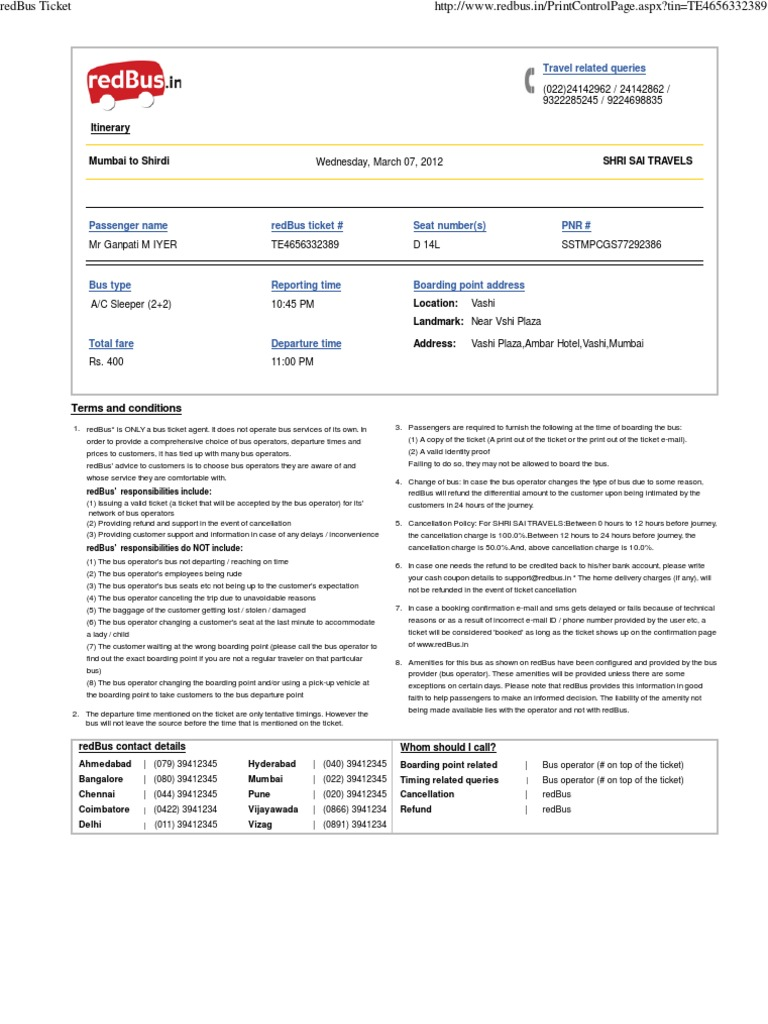 redBus Ticket
http://www.redbus.in/PrintControlPage.aspx?tin=TE4656332389
redBus.in
Travel related queries
(022)24142962 / 24142862 /
9322285245 / 9224698835
Itinerary
Mumbai to Shirdi
Wednesday, March 07, 2012
SHRI SAI TRAVELS
Passenger name
redBus ticket #
Seat number(s)
PNR #
Mr Ganpati M IYER
TE4656332389
D 14L
SSTMPCGS77292386
Bus type
Reporting time
Boarding point address
A/C Sleeper (2+2)
10:45 PM
Location: Vashi
Landmark: Near Vshi Plaza
Total fare
Departure time
Address: Vashi Plaza,Ambar Hotel,Vashi,Mumbai
Rs. 400
11:00 PM
Terms and conditions
1. redBus* is ONLY a bus ticket agent. It does not operate bus services of its own. In
order to provide a comprehensive choice of bus operators, departure times and
prices to customers, it has tied up with many bus operators.
redBus' advice to customers is to choose bus operators they are aware of and
whose service they are comfortable with.
redBus' responsibilities include:
(1) Issuing a valid ticket (a ticket that will be accepted by the bus operator) for its'
network of bus operators
(2) Providing refund and support in the event of cancellation
(3) Providing customer support and information in case of any delays / inconvenience
redBus' responsibilities do NOT include:
(1) The bus operator's bus not departing / reaching on time
(2) The bus operator's employees being rude
(3) The bus operator's bus seats etc not being up to the customer's expectation
(4) The bus operator canceling the trip due to unavoidable reasons
(5) The baggage of the customer getting lost / stolen / damaged
(6) The bus operator changing a customer's seat at the last minute to accommodate
a lady / child
(7) The customer waiting at the wrong boarding point (please call the bus operator to
find out the exact boarding point if you are not a regular traveler on that particular
bus)
(8) The bus operator changing the boarding point and/or using a pick-up vehicle at
the boarding point to take customers to the bus departure point
2. The departure time mentioned on the ticket are only tentative timings. However the
bus will not leave the source before the time that is mentioned on the ticket.
3. Passengers are required to furnish the following at the time of boarding the bus:
(1) A copy of the ticket (A print out of the ticket or the print out of the ticket e-mail).
(2) A valid identity proof
Failing to do so, they may not be allowed to board the bus.
4. Change of bus: In case the bus operator changes the type of bus due to some reason.
redBus will refund the differential amount to the customer upon being intimated by the
customers in 24 hours of the journey.
5. Cancellation Policy: For SHRI SAI TRAVELS:Between 0 hours to 12 hours before journey,
the cancellation charge is 100.0%.Between 12 hours to 24 hours before journey, the
cancellation charge is 50.0%.And, above cancellation charge is 10.0%.
6. In case one needs the refund to be credited back to his/her bank account, please write
your cash coupon details to support@redbus.in * The home delivery charges (if any), will
not be refunded in the event of ticket cancellation
7. In case a booking confirmation e-mail and sms gets delayed or fails because of technical
reasons or as a result of incorrect e-mail ID / phone number provided by the user etc, a
ticket will be considered 'booked' as long as the ticket shows up on the confirmation page
of www.redBus.in
8. Amenities for this bus as shown on redBus have been configured and provided by the bus
provider (bus operator). These amenities will be provided unless there are some
exceptions on certain days. Please note that redBus provides this information in good
faith to help passengers to make an informed decision. The liability of the amenity not
being made available lies with the operator and not with redBus.
redBus contact details
Ahmedabad | (079) 39412345 Hyderabad | (040) 39412345
Bangalore | (080) 39412345 Mumbai | (022) 39412345
Chennai | (044) 39412345 Pune | (020) 39412345
Coimbatore | (0422) 3941234 Vijayawada | (0866) 3941234
Delhi | (011) 39412345 Vizag | (0891) 3941234
Whom should I call?
Boarding point related | Bus operator (# on top of the ticket)
Timing related queries | Bus operator (# on top of the ticket)
Cancellation | redBus
Refund | redBus